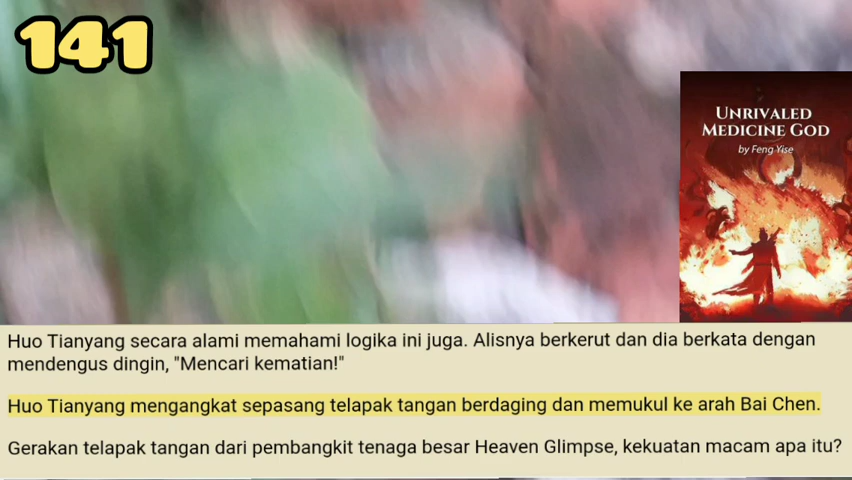 141
UNRIVALED
MEDICINE GOD
by Feng Yise
Huo Tianyang secara alami memahami logika ini juga. Alisnya berkerut dan dia berkata dengan
mendengus dingin, "Mencari kematian!"
Huo Tianyang mengangkat sepasang telapak tangan berdaging dan memukul ke arah Bai Chen.
Gerakan telapak tangan dari pembangkit tenaga besar Heaven Glimpse, kekuatan macam apa itu?